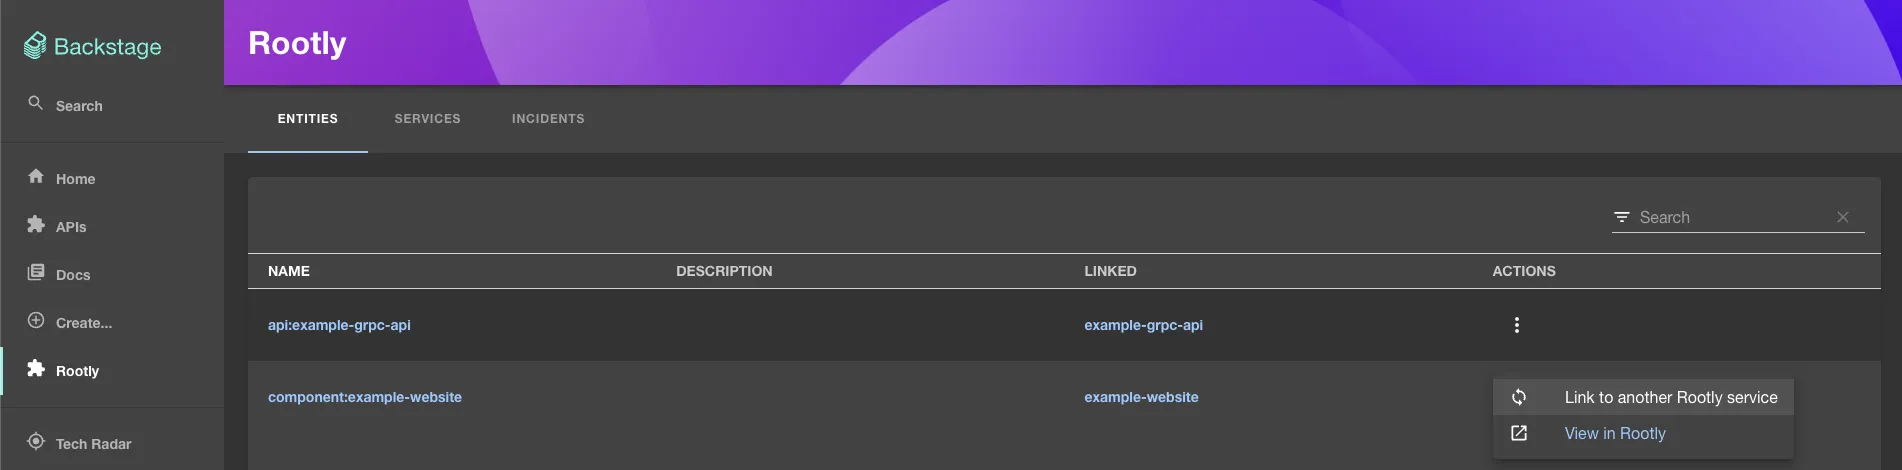 Backstage
Search
Home
APIs
Docs
Create...
Rootly
Tech Radar
Rootly
ENTITIES SERVICES INCIDENTS
Search
NAME DESCRIPTION LINKED ACTIONS
api:example-grpc-api example-grpc-api
component:example-website example-website
Link to another Rootly service
View in Rootly